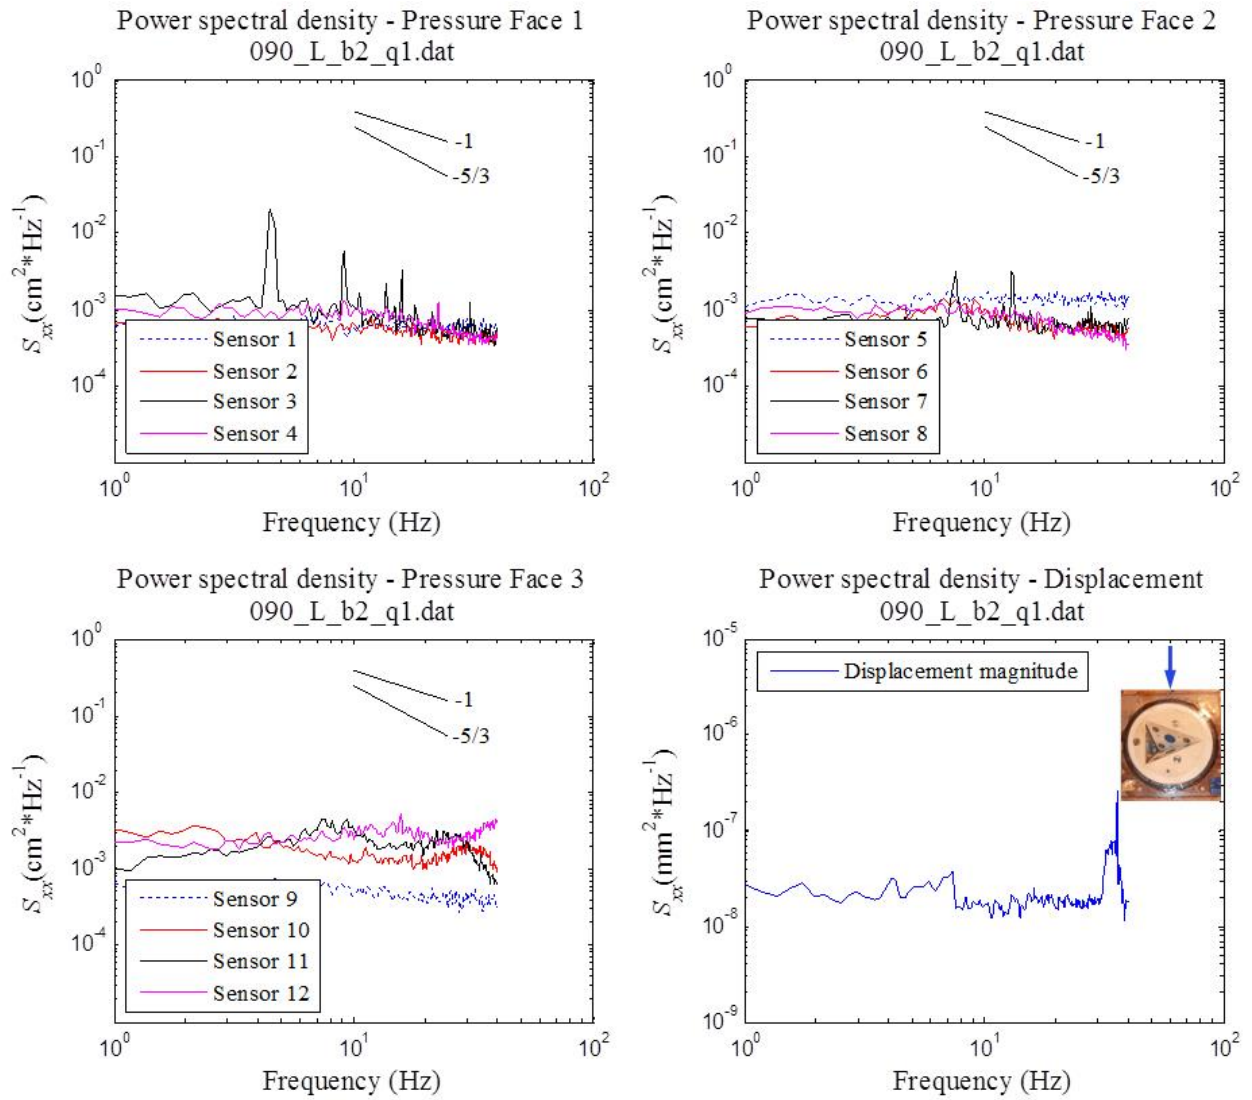 Power spectral density - Pressure Face 1
090_L_b2_q1.dat
10^0
10^-1
10^-2
10^-3
10^-4
S_xx (cm^2*Hz^-1)
-1
-5/3
Sensor 1
Sensor 2
Sensor 3
Sensor 4
10^0 10^1 10^2
Frequency (Hz)
Power spectral density - Pressure Face 2
090_L_b2_q1.dat
10^0
10^-1
10^-2
10^-3
10^-4
S_xx (cm^2*Hz^-1)
-1
-5/3
Sensor 5
Sensor 6
Sensor 7
Sensor 8
10^0 10^1 10^2
Frequency (Hz)
Power spectral density - Pressure Face 3
090_L_b2_q1.dat
10^0
10^-1
10^-2
10^-3
10^-4
S_xx (cm^2*Hz^-1)
-1
-5/3
Sensor 9
Sensor 10
Sensor 11
Sensor 12
10^0 10^1 10^2
Frequency (Hz)
Power spectral density - Displacement
090_L_b2_q1.dat
10^-5
10^-6
10^-7
10^-8
10^-9
S_xx (mm^2*Hz^-1)
Displacement magnitude
10^0 10^1 10^2
Frequency (Hz)